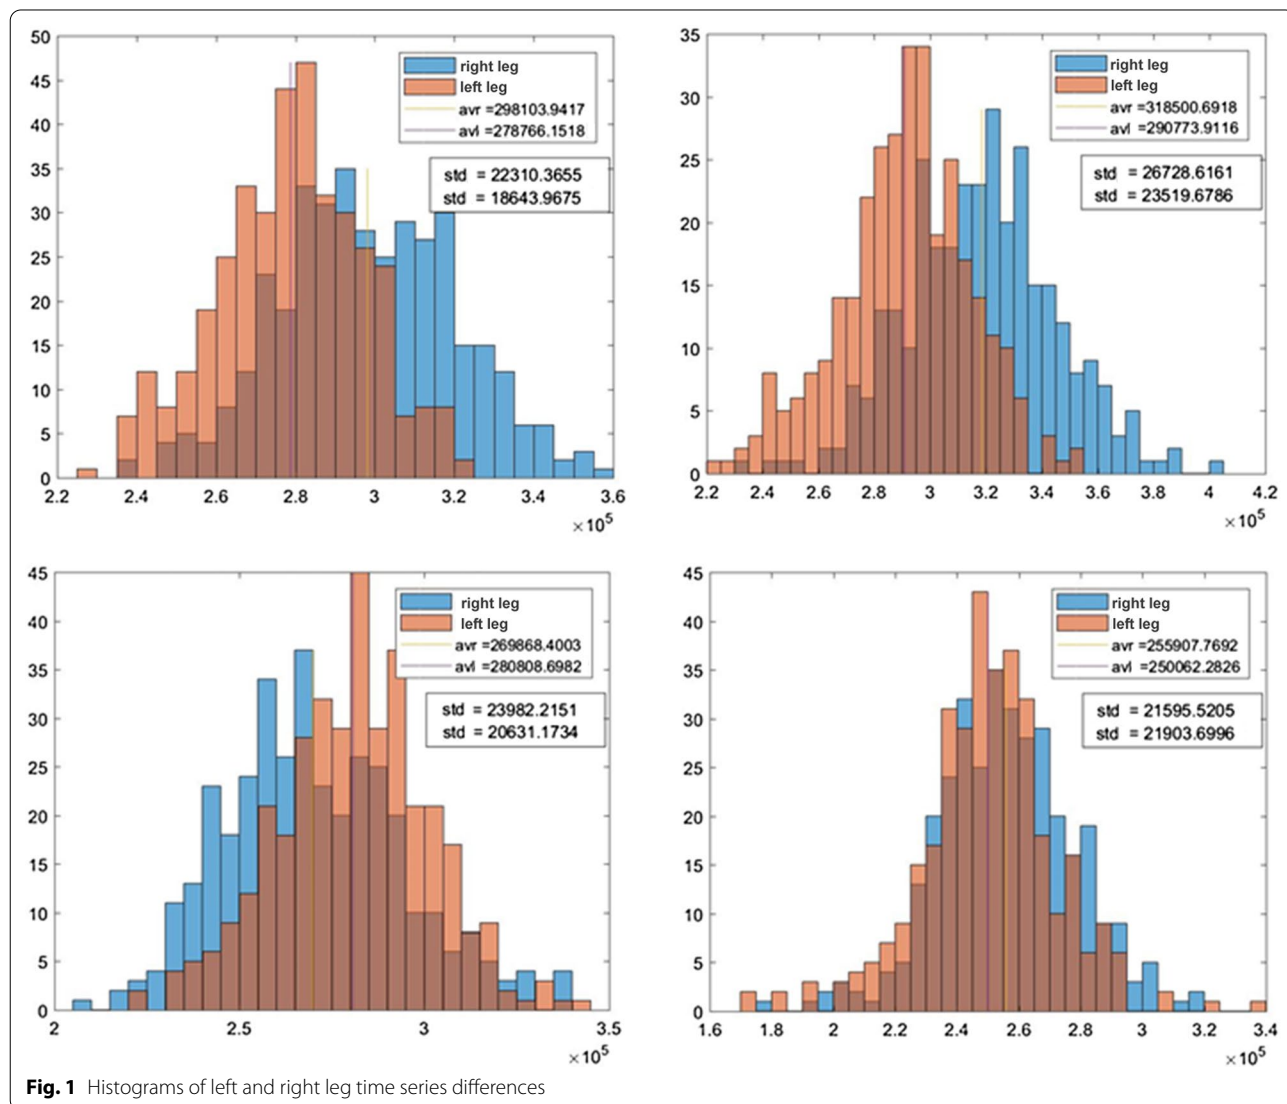 50
45
40
35
30
25
20
15
10
5
0
2.2 2.4 2.6 2.8 3 3.2 3.4 3.6
×10⁵
right leg
left leg
avr =298103.9417
avl =278766.1518
std = 22310.3655
std = 18643.9675
35
30
25
20
15
10
5
0
2.2 2.4 2.6 2.8 3 3.2 3.4 3.6 3.8 4 4.2
×10⁵
right leg
left leg
avr =318500.6918
avl =290773.9116
std = 26728.6161
std = 23519.6786
45
40
35
30
25
20
15
10
5
0
2 2.5 3 3.5
×10⁵
right leg
left leg
avr =269868.4003
avl =280808.6982
std = 23982.2151
std = 20631.1734
45
40
35
30
25
20
15
10
5
0
1.6 1.8 2 2.2 2.4 2.6 2.8 3 3.2 3.4
×10⁵
right leg
left leg
avr =255907.7692
avl =250062.2826
std = 21595.5205
std = 21903.6996
Fig. 1 Histograms of left and right leg time series differences